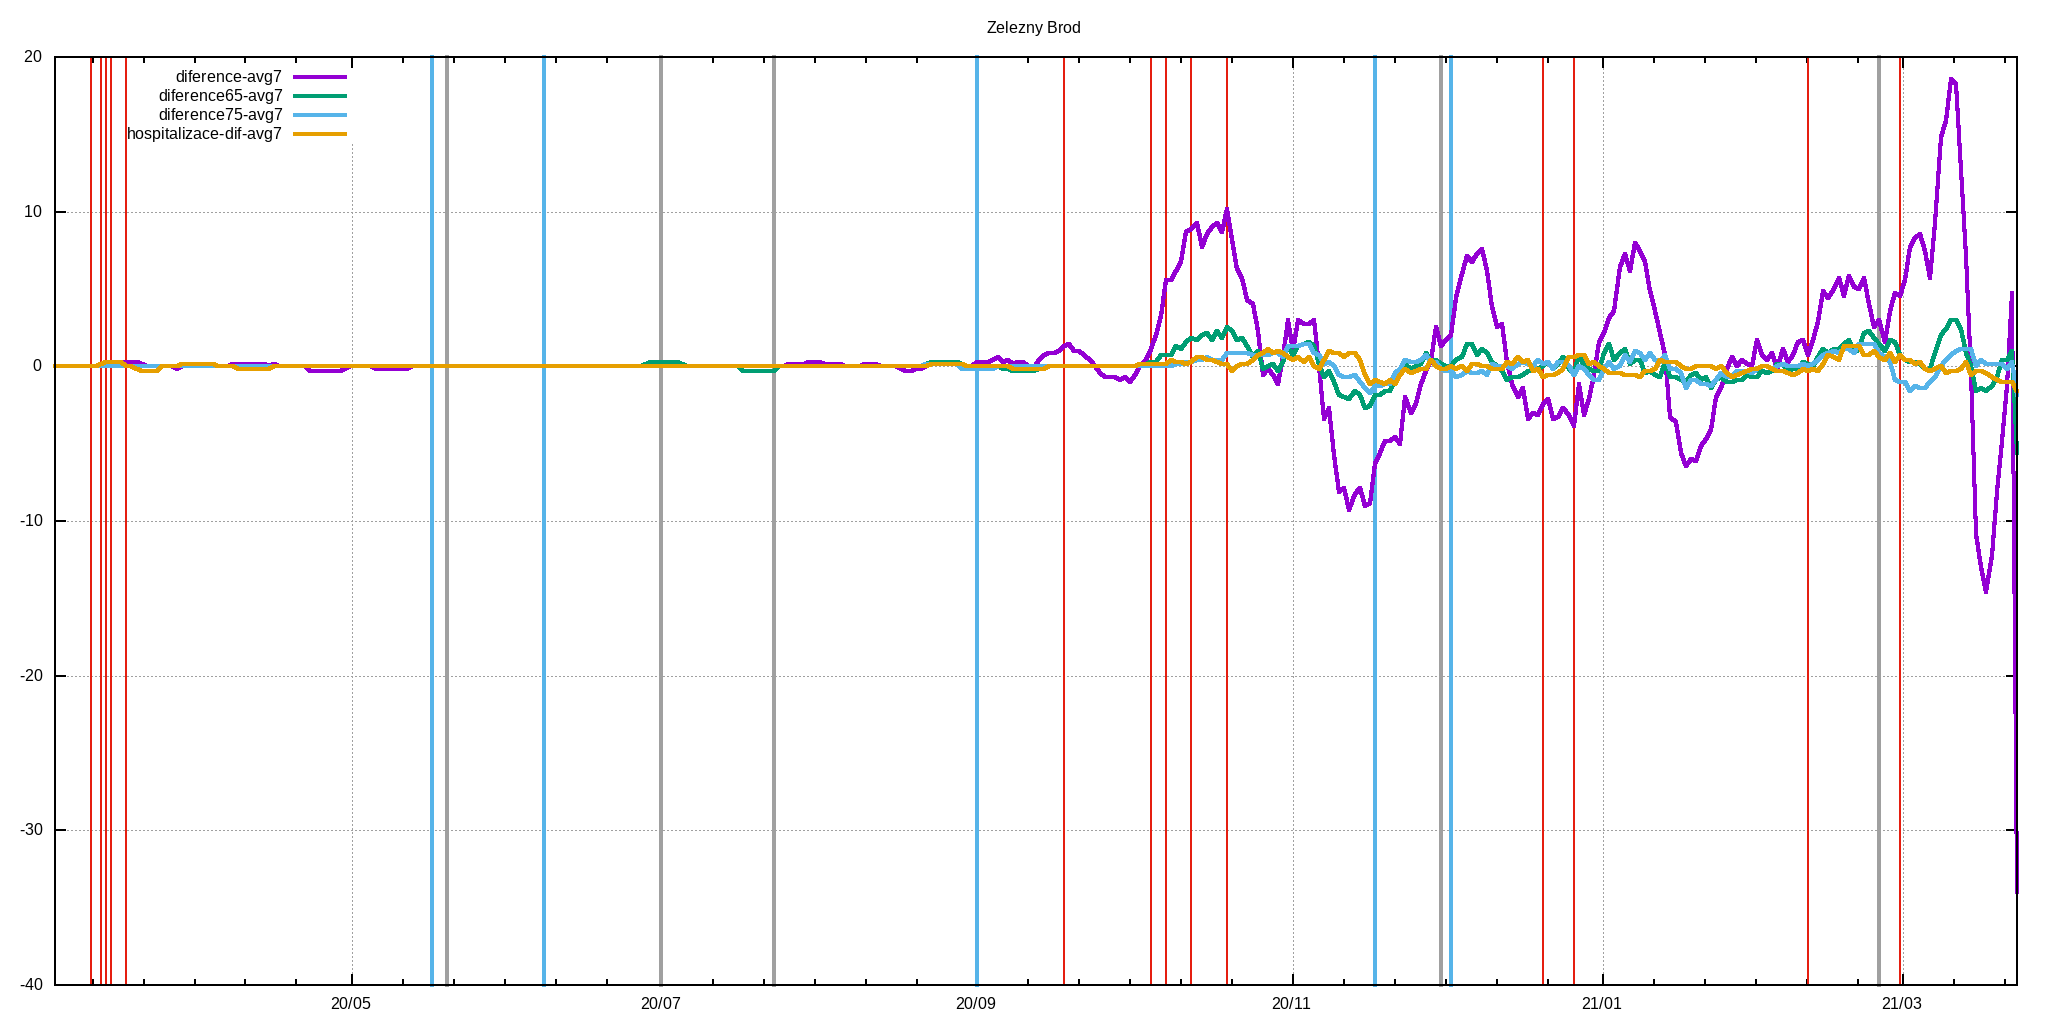 Zelezny Brod
20
diference-avg7
diference65-avg7
diference75-avg7
hospitalizace-dif-avg7
10
0
-10
-20
-30
-40
20/05 20/07 20/09 20/11 21/01 21/03